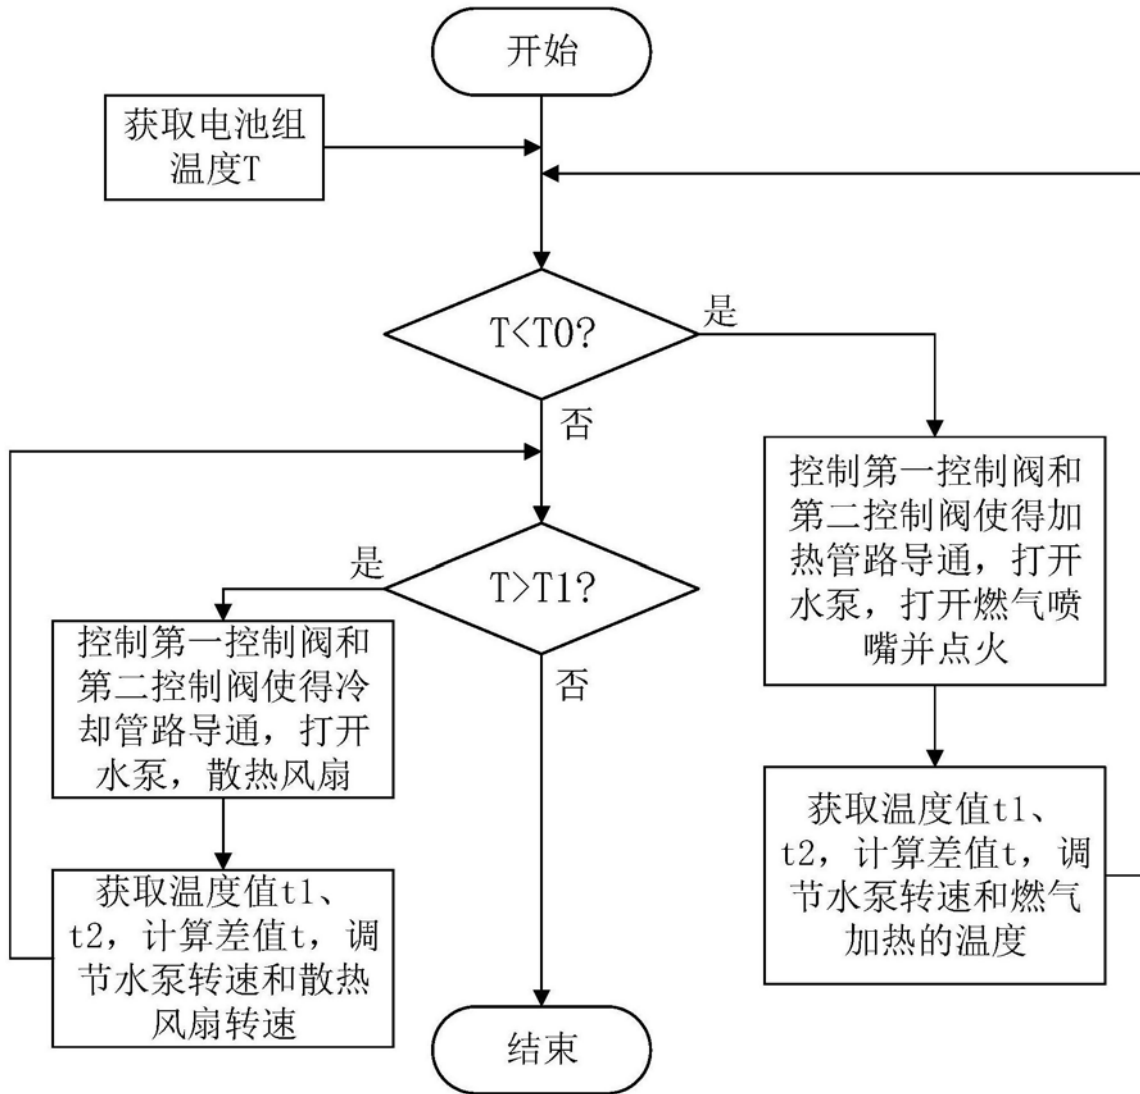 开始
获取电池组
温度T
T<T0?
是
否
控制第一控制阀和
第二控制阀使得加
热管路导通，打开
水泵，打开燃气喷
嘴并点火
T>T1?
是
否
控制第一控制阀和
第二控制阀使得冷
却管路导通，打开
水泵，散热风扇
获取温度值t1、
t2，计算差值t，调
节水泵转速和燃气
加热的温度
获取温度值t1、
t2，计算差值t，调
节水泵转速和散热
风扇转速
结束